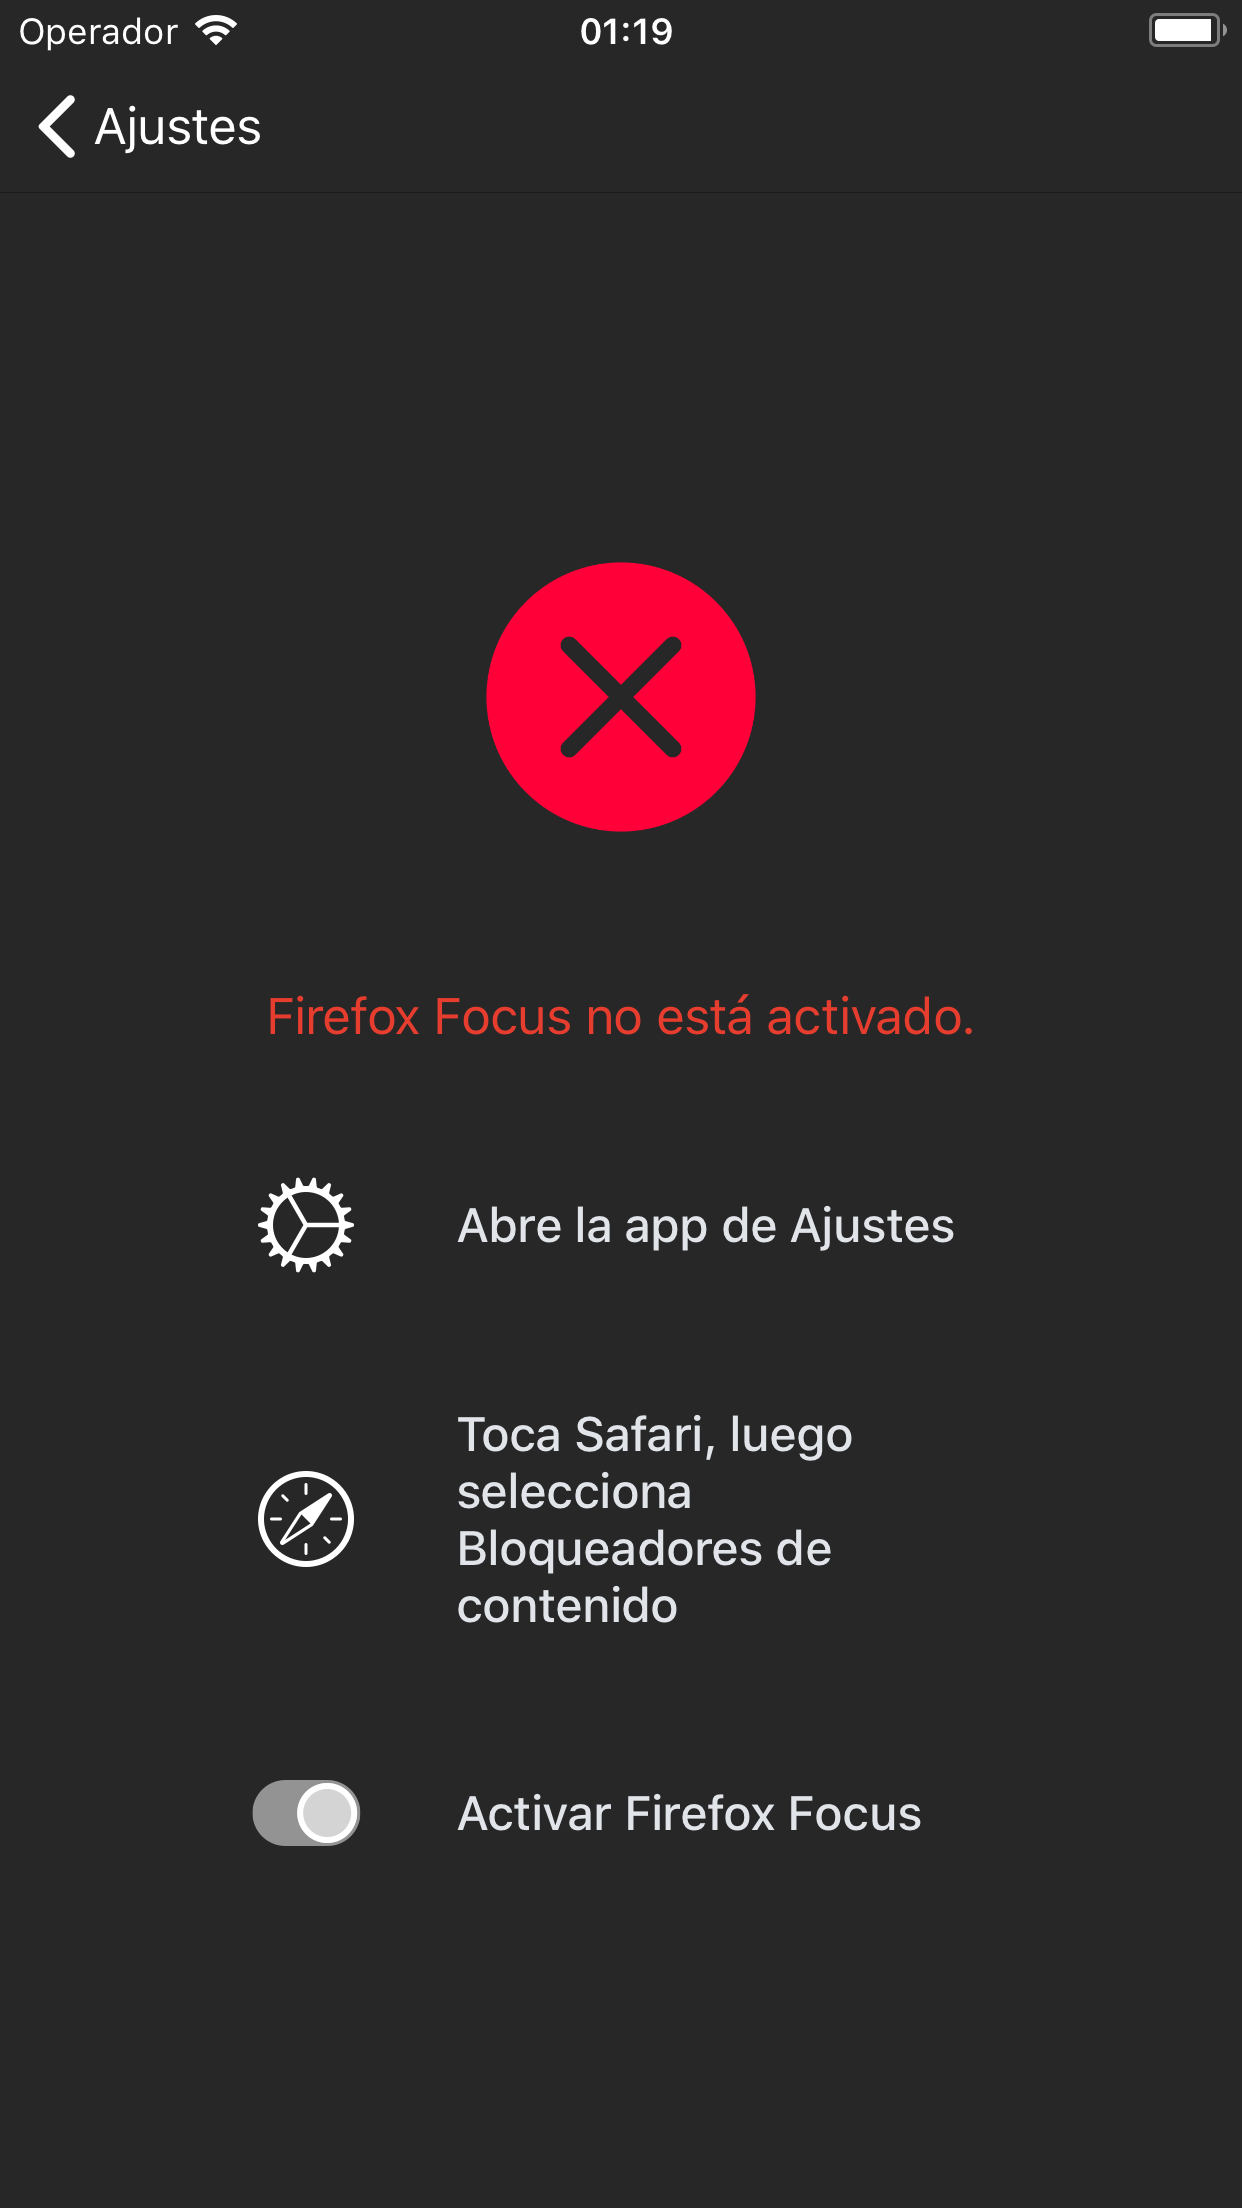 Operador 01:19
Ajustes
Firefox Focus no está activado.
Abre la app de Ajustes
Toca Safari, luego
selecciona
Bloqueadores de
contenido
Activar Firefox Focus